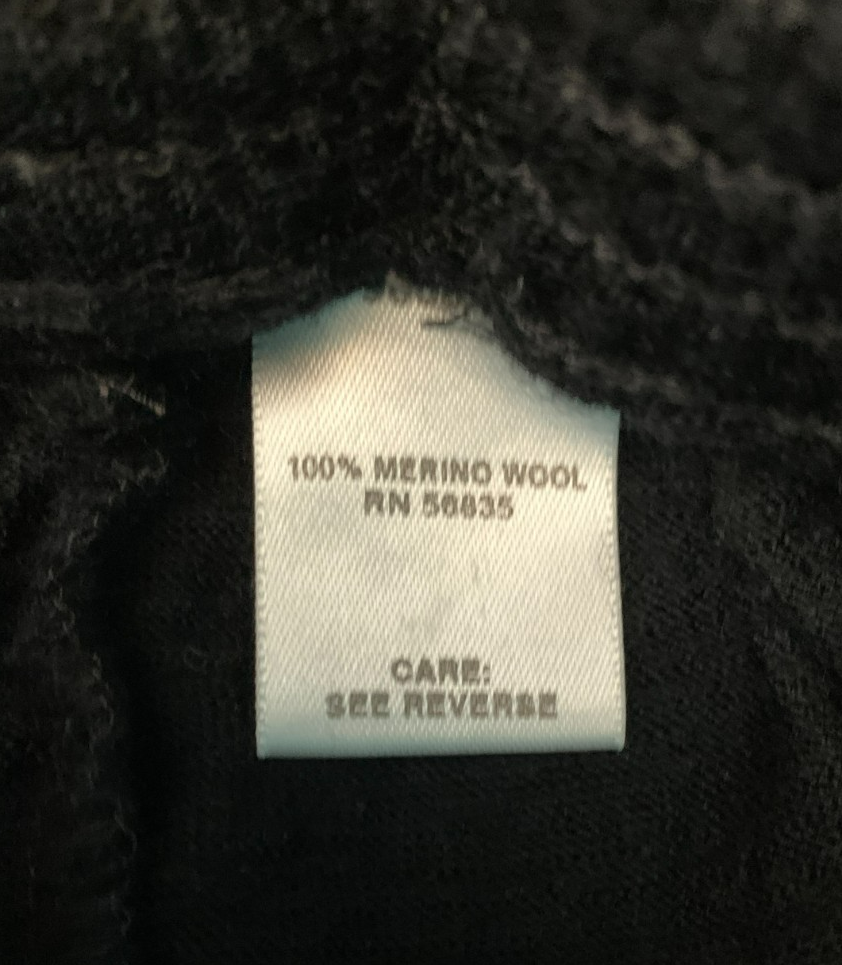 100% MERINO WOOL
RN 56835
CARE:
SEE REVERSE